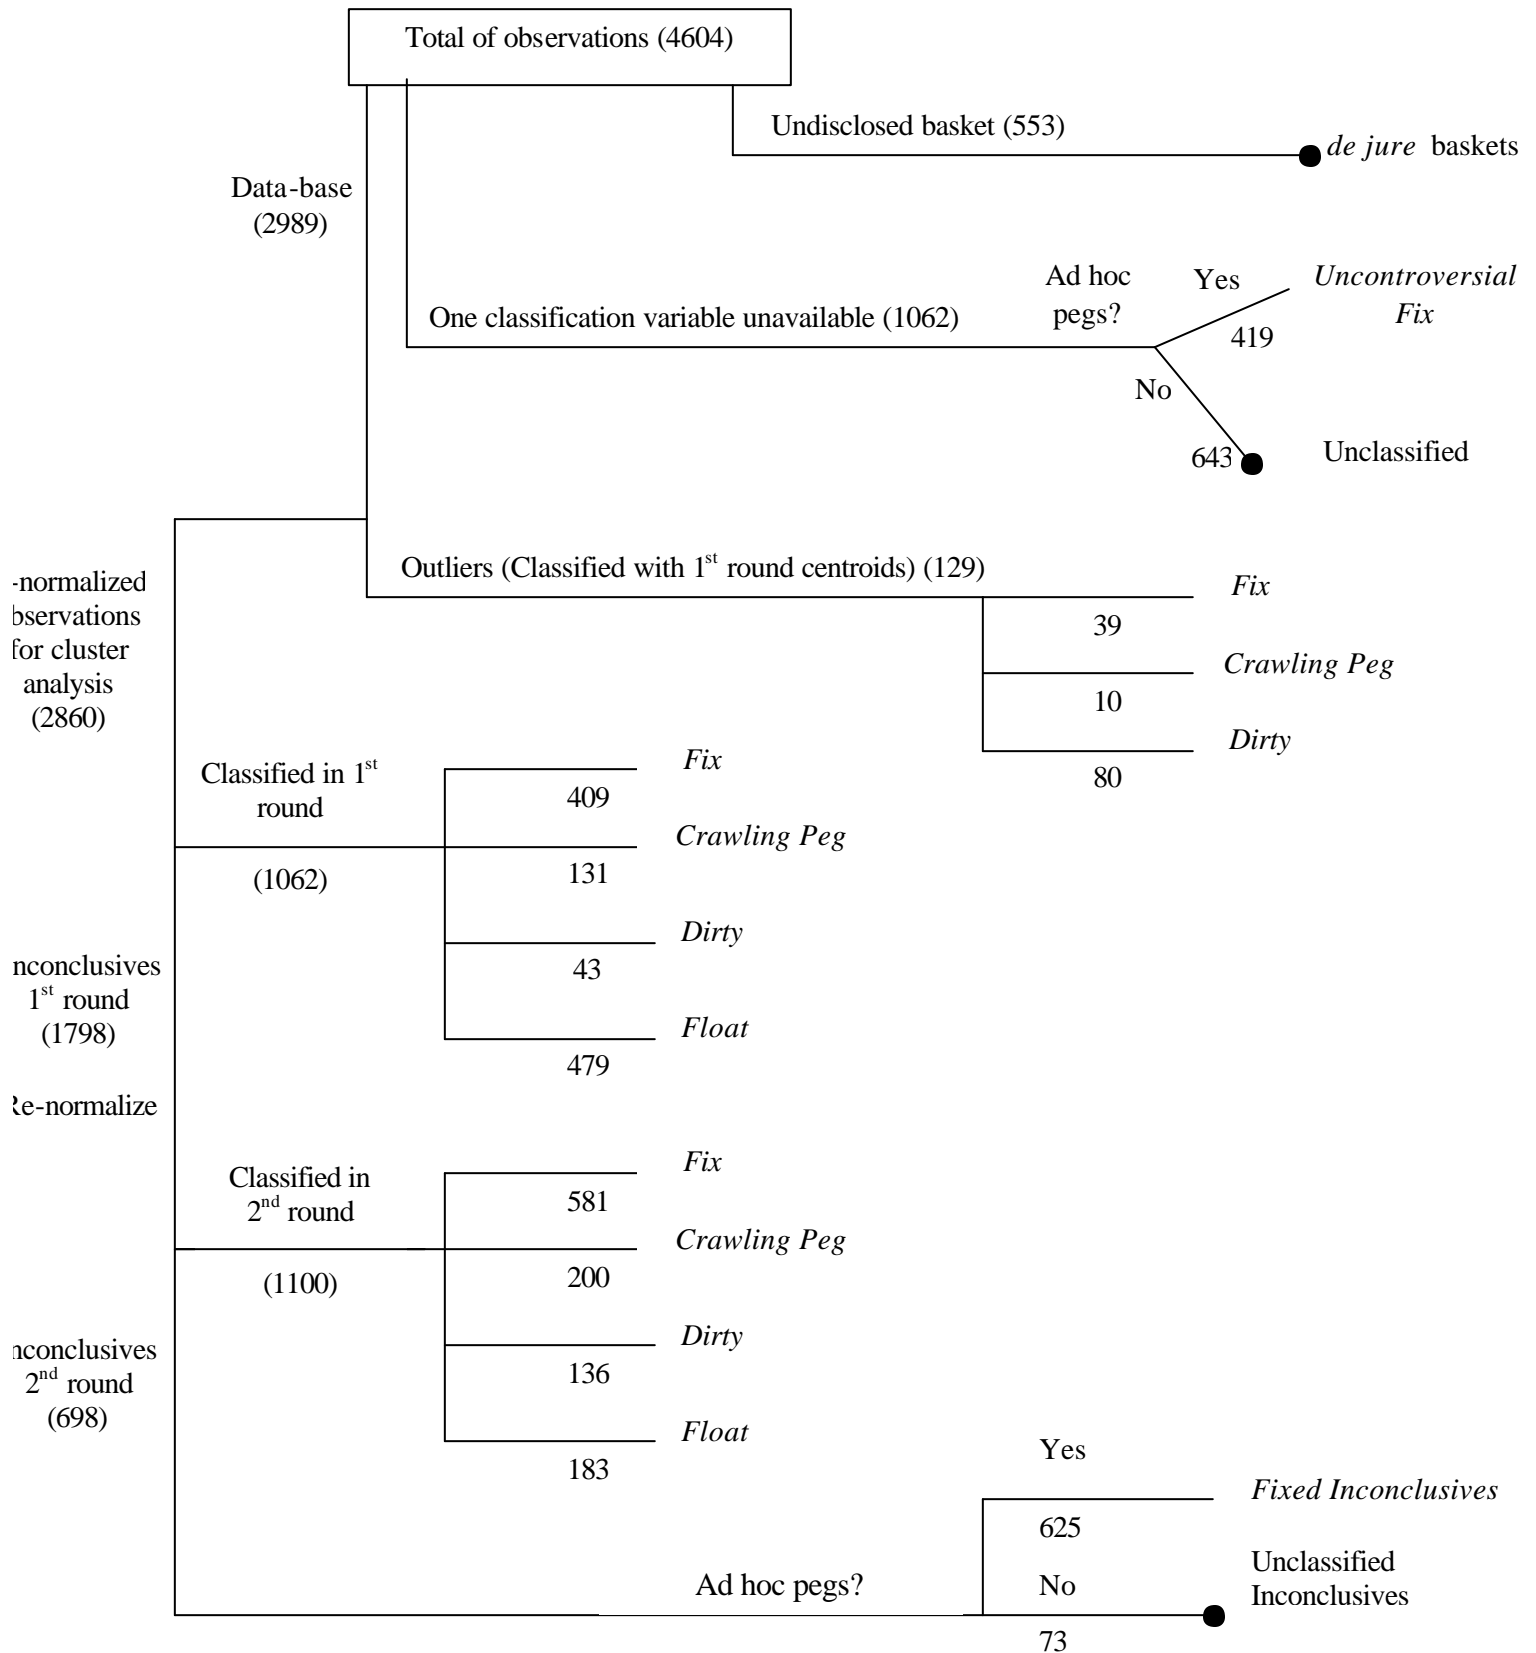 Total of observations (4604)
Undisclosed basket (553)
de jure baskets
Data-base
(2989)
Ad hoc
pegs?
Yes
Uncontroversial
Fix
One classification variable unavailable (1062)
419
No
643
Unclassified
Outliers (Classified with 1st round centroids) (129)
Fix
39
Crawling Peg
10
Dirty
80
-normalized
bservations
for cluster
analysis
(2860)
Classified in 1st
round
(1062)
Fix
409
Crawling Peg
131
Dirty
43
Float
479
nconclusives
1st round
(1798)
Re-normalize
Classified in
2nd round
(1100)
Fix
581
Crawling Peg
200
Dirty
136
Float
183
nconclusives
2nd round
(698)
Ad hoc pegs?
Yes
Fixed Inconclusives
625
No
Unclassified
Inconclusives
73